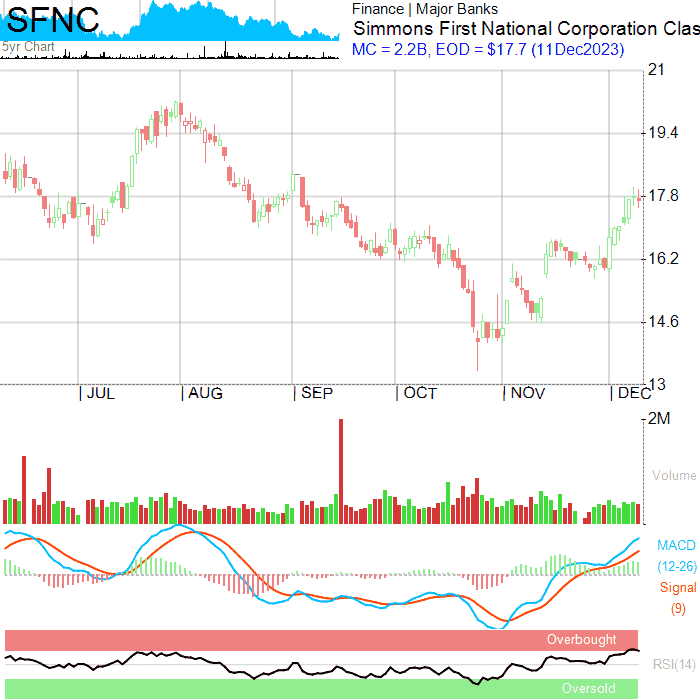 SFNC
5yr Chart
Finance | Major Banks
Simmons First National Corporation Clas
MC = 2.2B, EOD = $17.7 (11Dec2023)
21
19.4
17.8
16.2
14.6
13
| JUL | AUG | SEP | OCT | NOV | DEC
2M
Volume
MACD
(12-26)
Signal
(9)
Overbought
RSI(14)
Oversold